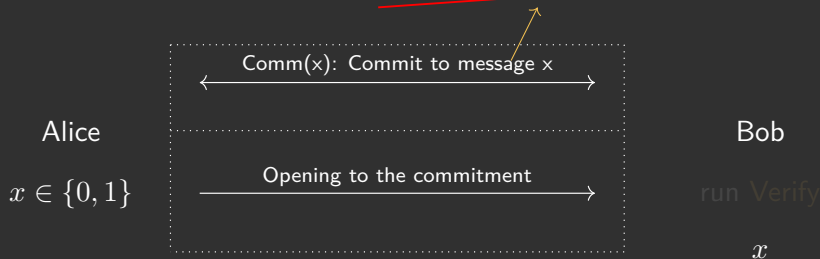 Comm(x): Commit to message x
Alice
Bob
Opening to the commitment
x ∈ {0, 1}
run Verify
x